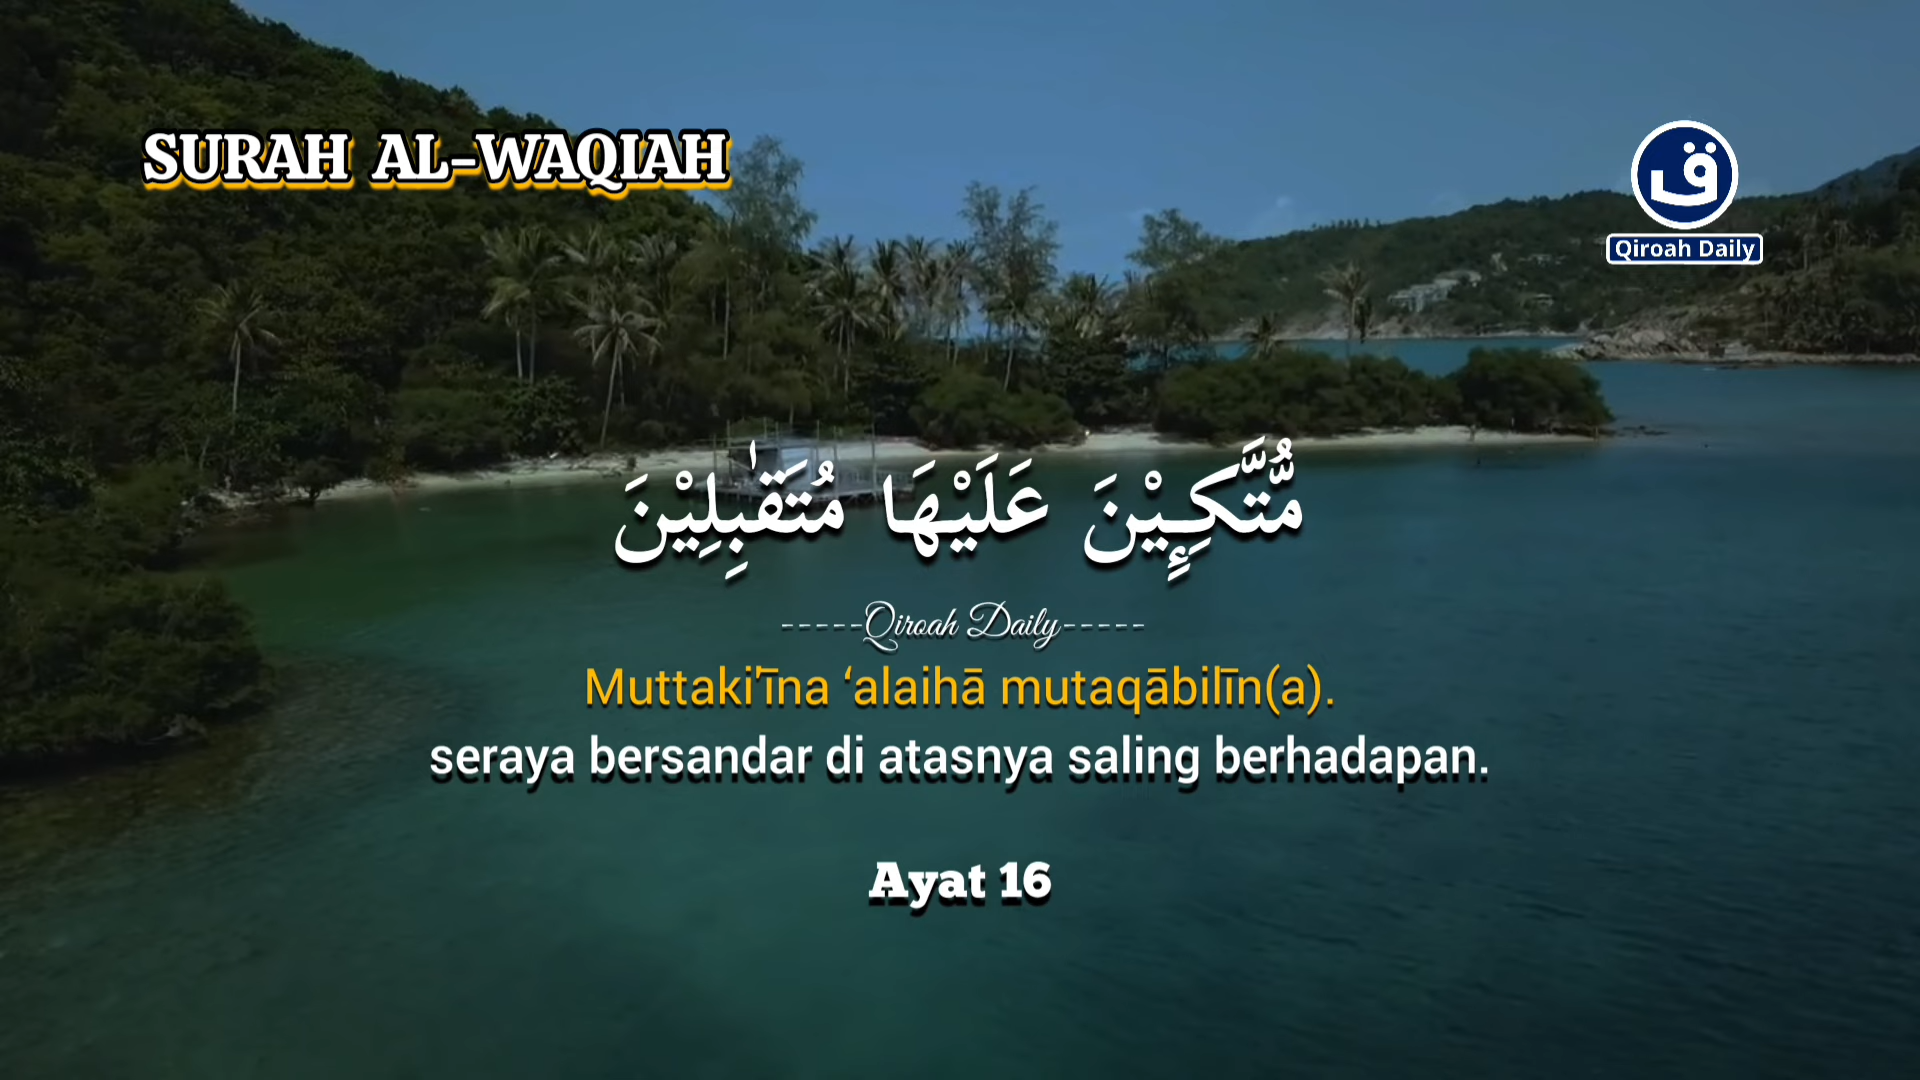 SURAH AL-WAQIAH
ق
Qiroah Daily
مُّتَّكِـِٕيْنَ عَلَيْهَا مُتَقٰبِلِيْنَ
-----Qiroah Daily-----
Muttaki'īna ‘alaihā mutaqābilīn(a).
seraya bersandar di atasnya saling berhadapan.
Ayat 16